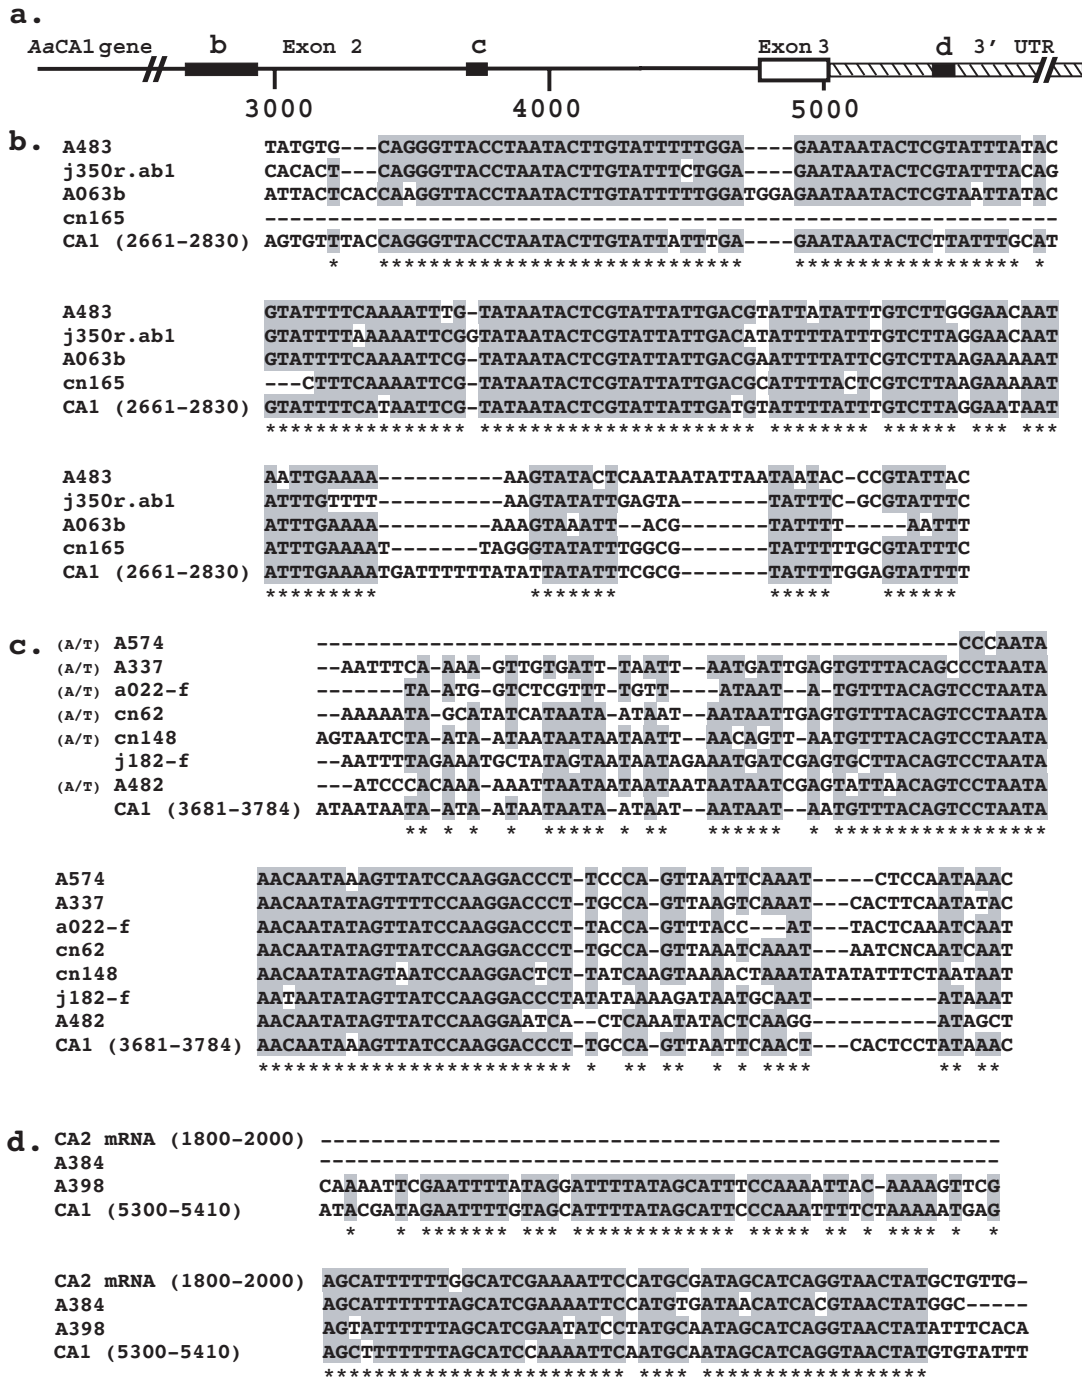 a.
AaCA1 gene b Exon 2 c Exon 3 d 3’ UTR
3000 4000 5000
b. A483 TATGTG---CAGGGTTACCTAATACTTGTATTTTTGGA----GAATAATACTCGTATTTATAC
j350r.ab1 CACACT---CAGGGTTACCTAATACTTGTATTTCTGGA----GAATAATACTCGTATTTACAG
A063b ATTACTCACCAAGGTTACCTAATACTTGTATTTTTGGATGGAGAATAATACTCGTAATTATAC
cn165 ---------------------------------------------------------------
CA1 (2661-2830) AGTGTTTACCAGGGTTACCTAATACTTGTATTATTTGA----GAATAATACTCTTATTTGCAT
* ***************************** ****************** *
A483 GTATTTTCAAAATTTG-TATAATACTCGTATTATTGACGTATTATATTTGTCTTGGGAACAAT
j350r.ab1 GTATTTTAAAAATTCGGTATAATACTCGTATTATTGACATATTTTATTTGTCTTAGGAACAAT
A063b GTATTTTCAAAATTCG-TATAATACTCGTATTATTGACGAATTTTATTCGTCTTAAGAAAAAT
cn165 ---CTTTCAAAATTCG-TATAATACTCGTATTATTGACGCATTTTACTCGTCTTAAGAAAAAT
CA1 (2661-2830) GTATTTTCATAATTCG-TATAATACTCGTATTATTGATGTATTTTATTTGTCTTAGGAATAAT
**************** ********************** ******** ****** *** ***
A483 AATTGAAAA----------AAGTATACTCAATAATATTAATAATAC-CCGTATTAC
j350r.ab1 ATTTGTTTT----------AAGTATATTGAGTA-------TATTTC-GCGTATTTC
A063b ATTTGAAAA---------AAAGTAAATT--ACG-------TATTTT-----AATTT
cn165 ATTTGAAAAT-------TAGGGTATATTTGGCG-------TATTTTTGCGTATTTC
CA1 (2661-2830) ATTTGAAAATGATTTTTTATATTATATTTCGCG-------TATTTTGGAGTATTTT
********* ******* ***** ******
c. (A/T) A574 ---------------------------------------------------CCCAATA
(A/T) A337 --AATTTCA-AAA-GTTGTGATT-TAATT--AATGATTGAGTGTTTACAGCCCTAATA
(A/T) a022-f -------TA-ATG-GTCTCGTTT-TGTT----ATAAT--A-TGTTTACAGTCCTAATA
(A/T) cn62 --AAAAATA-GCATATCATAATA-ATAAT--AATAATTGAGTGTTTACAGTCCTAATA
(A/T) cn148 AGTAATCTA-ATA-ATAATAATAATAATT--AACAGTT-AATGTTTACAGTCCTAATA
j182-f --AATTTTAGAAATGCTATAGTAATAATAGAAATGATCGAGTGCTTACAGTCCTAATA
(A/T) A482 ---ATCCCACAAA-AAATTAATAATAATAATAATAATCGAGTATTAACAGTCCTAATA
CA1 (3681-3784) ATAATAATA-ATA-ATAATAATA-ATAAT--AATAAT--AATGTTTACAGTCCTAATA
** * * * ***** * ** ****** * *****************
A574 AACAATAAAGTTATCCAAGGACCCT-TCCCA-GTTAATTCAAAT-----CTCCAATAAAC
A337 AACAATATAGTTTTCCAAGGACCCT-TGCCA-GTTAAGTCAAAT---CACTTCAATATAC
a022-f AACAATATAGTTATCCAAGGACCCT-TACCA-GTTTACC---AT---TACTCAAATCAAT
cn62 AACAATATAGTTATCCAAGGACCCT-TGCCA-GTTAAATCAAAT---AATCNCAATCAAT
cn148 AACAATATAGTAATCCAAGGACTCT-TATCAAGTAAAACTAAATATATATTTCTAATAAT
j182-f AATAATATAGTTATCCAAGGACCCTATATAAAAGATAATGCAAT----------ATAAAT
A482 AACAATATAGTTATCCAAGGAATCA--CTCAAATATACTCAAGG----------ATAGCT
CA1 (3681-3784) AACAATAAAGTTATCCAAGGACCCT-TGCCA-GTTAATTCAACT---CACTCCTATAAAC
************************* * ** ** * * **** ** **
d. CA2 mRNA (1800-2000) ------------------------------------------------------
A384 ------------------------------------------------------
A398 CAAAATTCGAATTTTATAGGATTTTATAGCATTTCCAAAATTAC-AAAAGTTCG
CA1 (5300-5410) ATACGATAGAATTTTGTAGCATTTTATAGCATTCCCAAATTTTCTAAAAATGAG
* * ******* *** ************** ***** ** * **** * *
CA2 mRNA (1800-2000) AGCATTTTTTGGCATCGAAAATTCCATGCGATAGCATCAGGTAACTATGCTGTTG-
A384 AGCATTTTTTAGCATCGAAAATTCCATGTGATAACATCACGTAACTATGGC-----
A398 AGTATTTTTTAGCATCGAATATCCTATGCAATAGCATCAGGTAACTATATTTCACA
CA1 (5300-5410) AGCTTTTTTTAGCATCCAAAATTCAATGCAATAGCATCAGGTAACTATGTGTATTT
************************ **** ******************